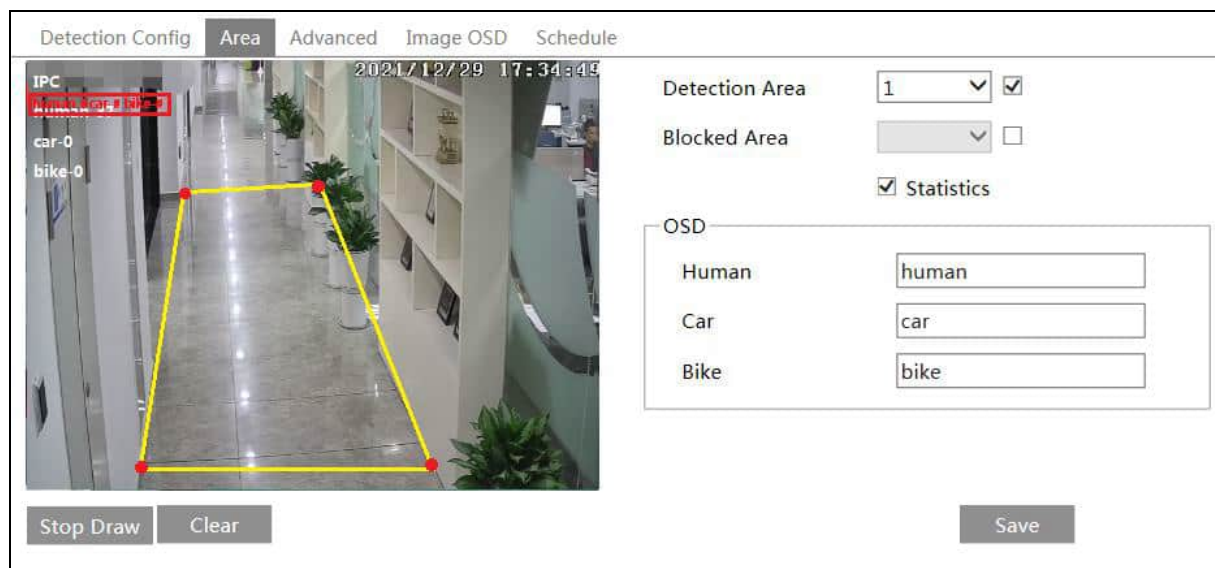 Detection Config Area Advanced Image OSD Schedule
IPC
2021/12/29 17:34:49
car-0
bike-0
Detection Area 1
Blocked Area
Statistics
OSD
Human human
Car car
Bike bike
Stop Draw Clear
Save